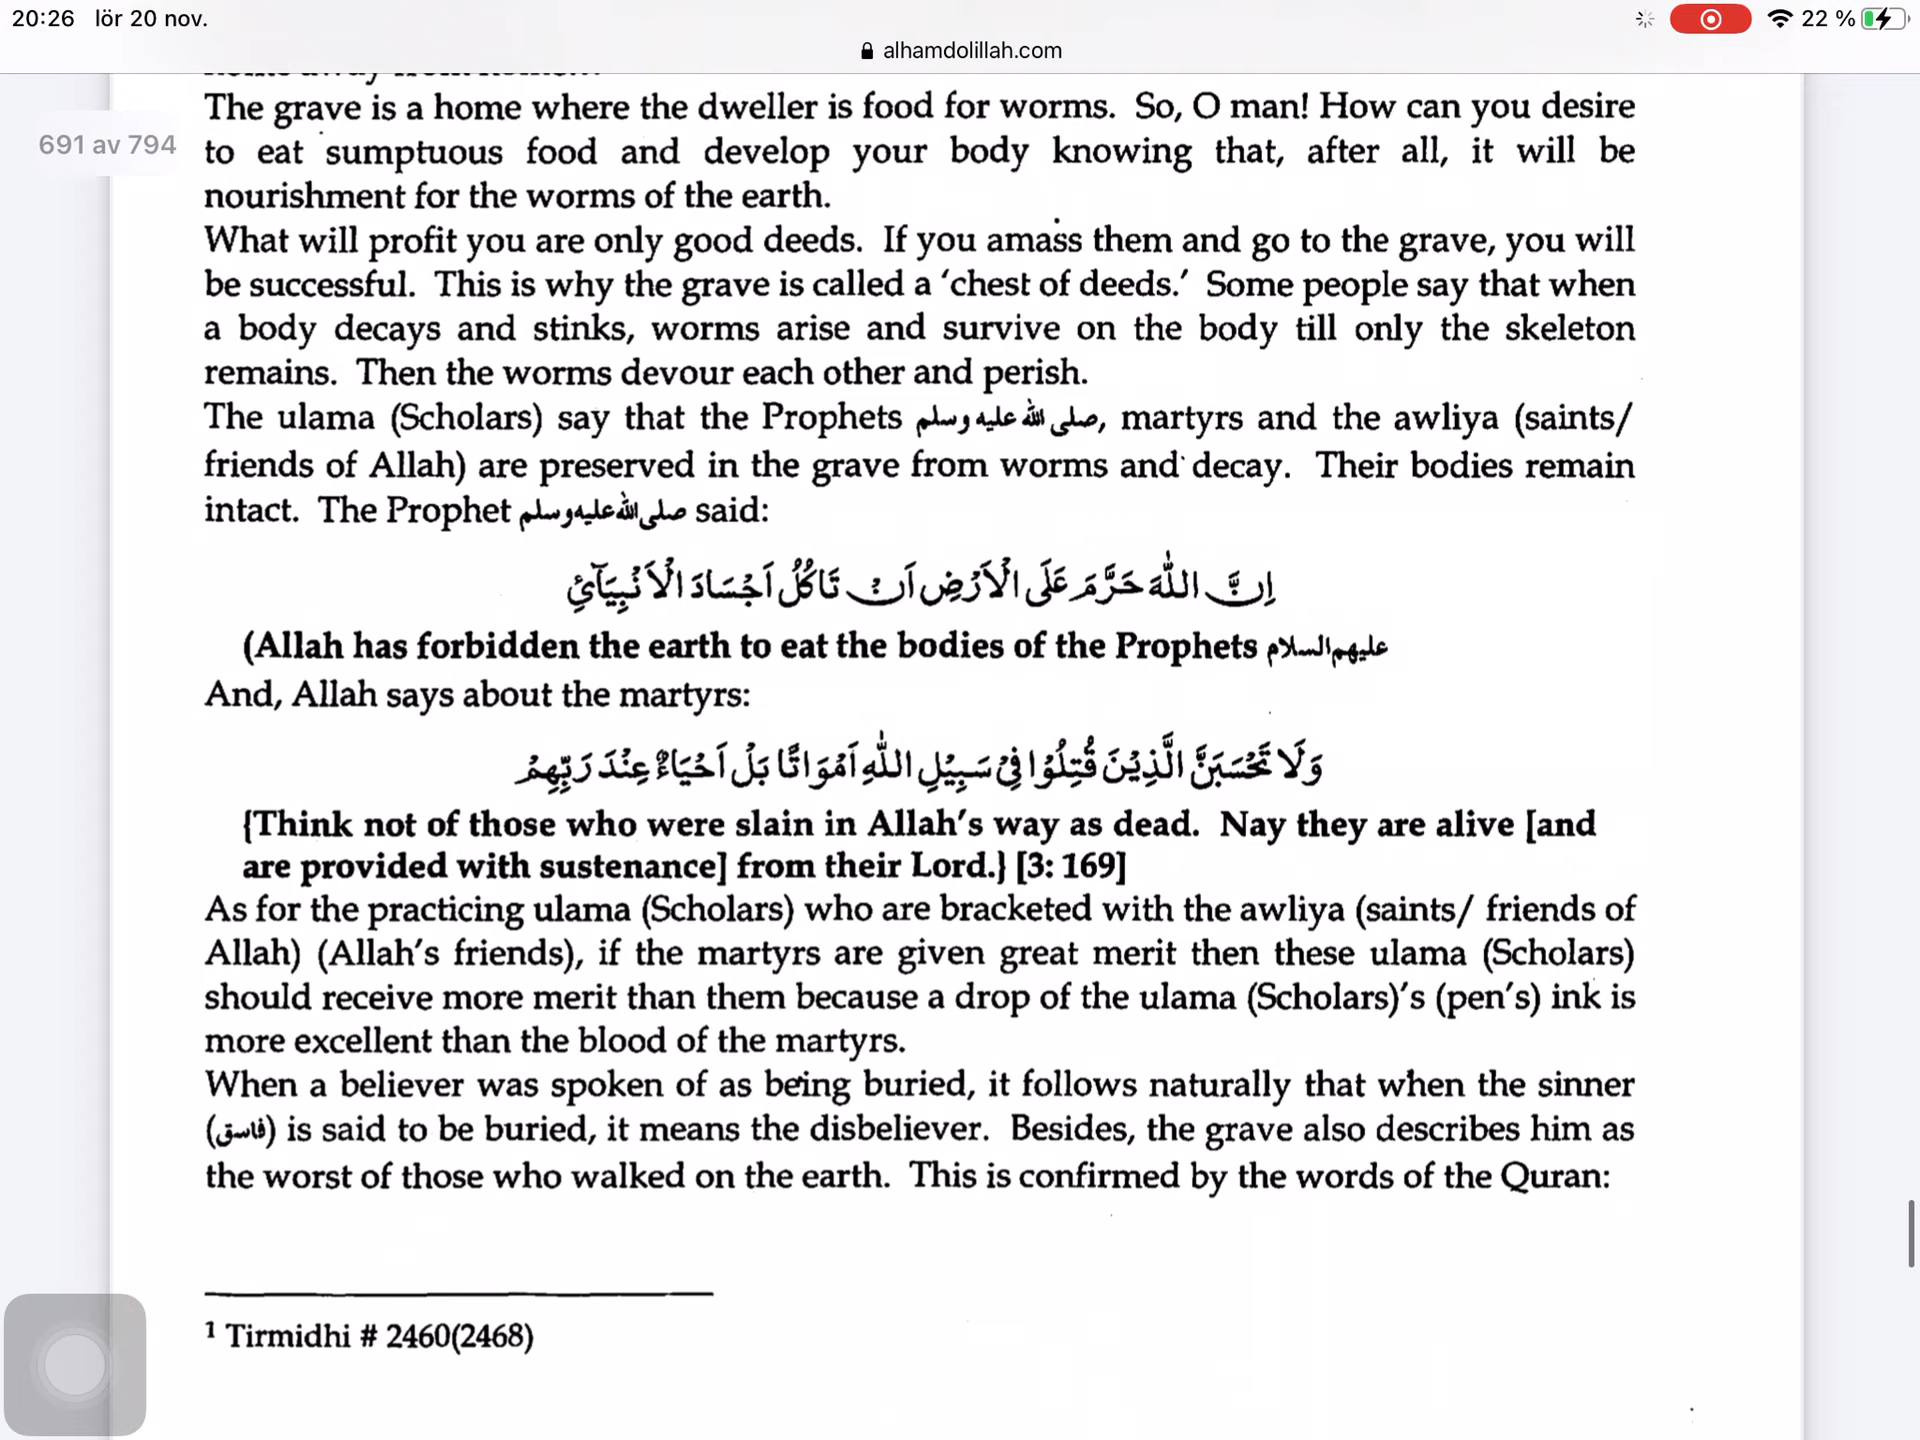 20:26 lör 20 nov.
22 %
alhamdolillah.com
691 av 794
The grave is a home where the dweller is food for worms. So, O man! How can you desire
to eat sumptuous food and develop your body knowing that, after all, it will be
nourishment for the worms of the earth.
What will profit you are only good deeds. If you amass them and go to the grave, you will
be successful. This is why the grave is called a ‘chest of deeds.’ Some people say that when
a body decays and stinks, worms arise and survive on the body till only the skeleton
remains. Then the worms devour each other and perish.
The ulama (Scholars) say that the Prophets صلى الله عليه وسلم, martyrs and the awliya (saints/
friends of Allah) are preserved in the grave from worms and decay. Their bodies remain
intact. The Prophet صلى الله عليه وسلم said:
اِنَّ اللّٰهَ حَرَّمَ عَلَى الْاَرْضِ اَنْ تَاكُلَ اَجْسَادَ الْاَنْبِيَآئِ
(Allah has forbidden the earth to eat the bodies of the Prophets عليهم السلام
And, Allah says about the martyrs:
وَلَا تَحْسَبَنَّ الَّذِيْنَ قُتِلُوْا فِيْ سَبِيْلِ اللّٰهِ اَمْوَاتًا بَلْ اَحْيَاءٌ عِنْدَ رَبِّهِمْ
{Think not of those who were slain in Allah’s way as dead. Nay they are alive [and
are provided with sustenance] from their Lord.} [3: 169]
As for the practicing ulama (Scholars) who are bracketed with the awliya (saints/ friends of
Allah) (Allah’s friends), if the martyrs are given great merit then these ulama (Scholars)
should receive more merit than them because a drop of the ulama (Scholars)’s (pen’s) ink is
more excellent than the blood of the martyrs.
When a believer was spoken of as being buried, it follows naturally that when the sinner
(فاسق) is said to be buried, it means the disbeliever. Besides, the grave also describes him as
the worst of those who walked on the earth. This is confirmed by the words of the Quran:
1 Tirmidhi # 2460(2468)